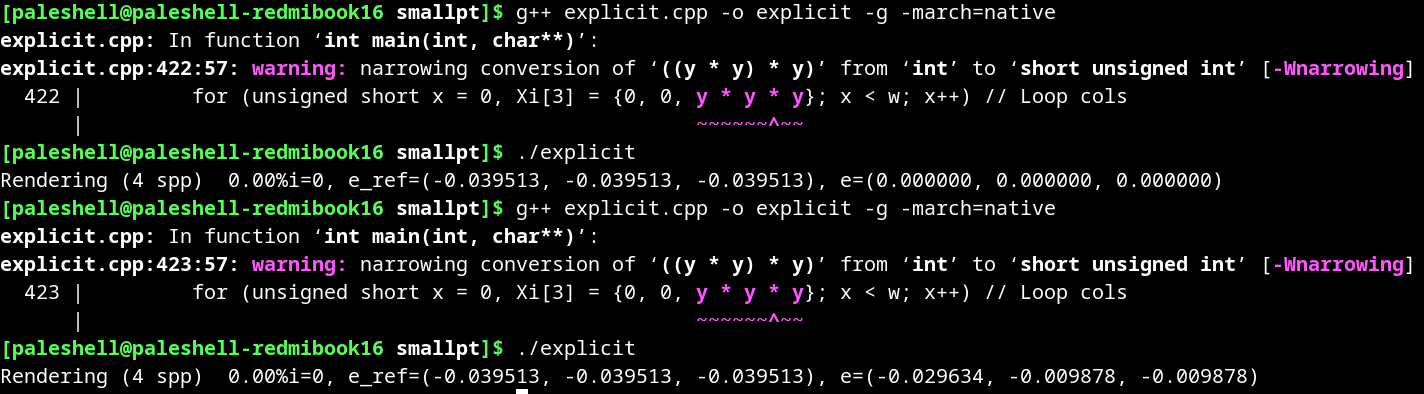 [paleshell@paleshell-redmibook16 smallpt]$ g++ explicit.cpp -o explicit -g -march=native
explicit.cpp: In function ‘int main(int, char**)’:
explicit.cpp:422:57: warning: narrowing conversion of ‘((y * y) * y)’ from ‘int’ to ‘short unsigned int’ [-Wnarrowing]
  422 |         for (unsigned short x = 0, Xi[3] = {0, 0, y * y * y}; x < w; x++) // Loop cols
      |                                                   ~~~~~~^~~
[paleshell@paleshell-redmibook16 smallpt]$ ./explicit
Rendering (4 spp)  0.00%i=0, e_ref=(-0.039513, -0.039513, -0.039513), e=(0.000000, 0.000000, 0.000000)
[paleshell@paleshell-redmibook16 smallpt]$ g++ explicit.cpp -o explicit -g -march=native
explicit.cpp: In function ‘int main(int, char**)’:
explicit.cpp:423:57: warning: narrowing conversion of ‘((y * y) * y)’ from ‘int’ to ‘short unsigned int’ [-Wnarrowing]
  423 |         for (unsigned short x = 0, Xi[3] = {0, 0, y * y * y}; x < w; x++) // Loop cols
      |                                                   ~~~~~~^~~
[paleshell@paleshell-redmibook16 smallpt]$ ./explicit
Rendering (4 spp)  0.00%i=0, e_ref=(-0.039513, -0.039513, -0.039513), e=(-0.029634, -0.009878, -0.009878)